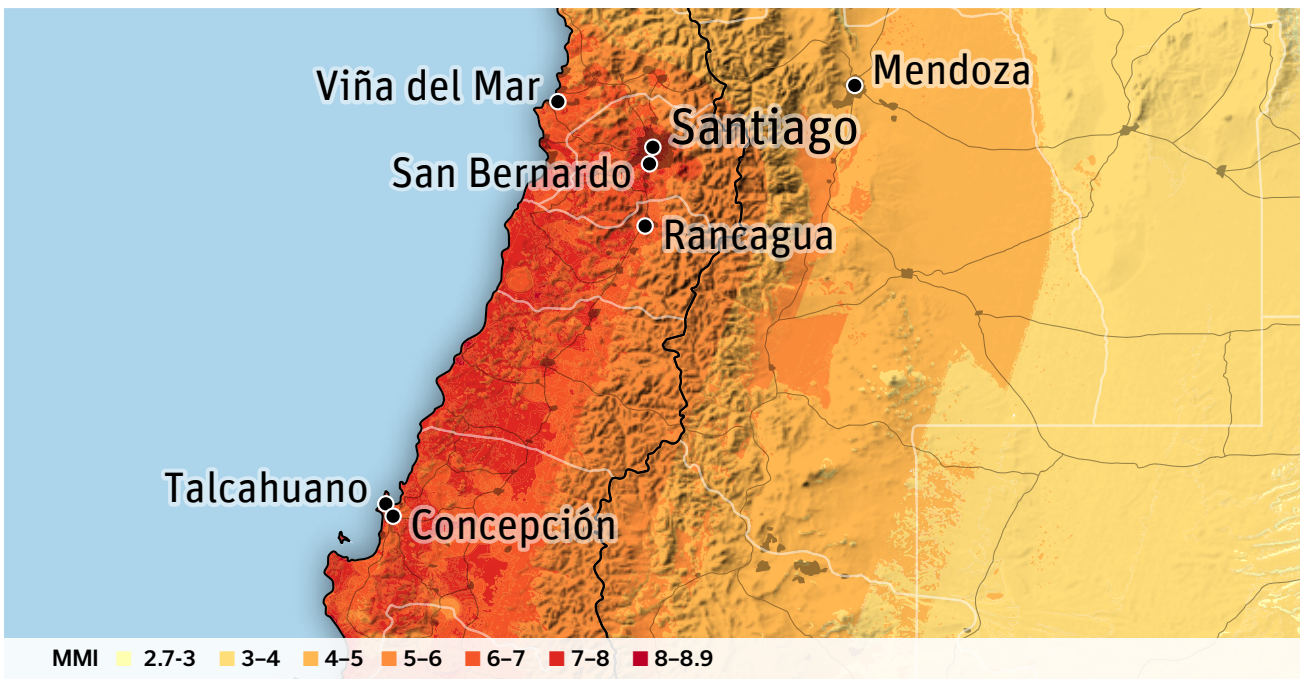 Mendoza
Viña del Mar
Santiago
San Bernardo
Rancagua
Talcahuano
Concepción
MMI 2.7-3 3–4 4–5 5–6 6–7 7–8 8–8.9